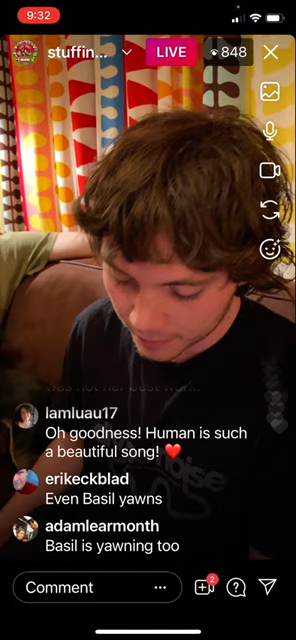 9:32
stuffin...
LIVE
848
was not her best work.
lamluau17
Oh goodness! Human is such
a beautiful song! ❤️
erikeckblad
Even Basil yawns
adamlearmonth
Basil is yawning too
Comment
2